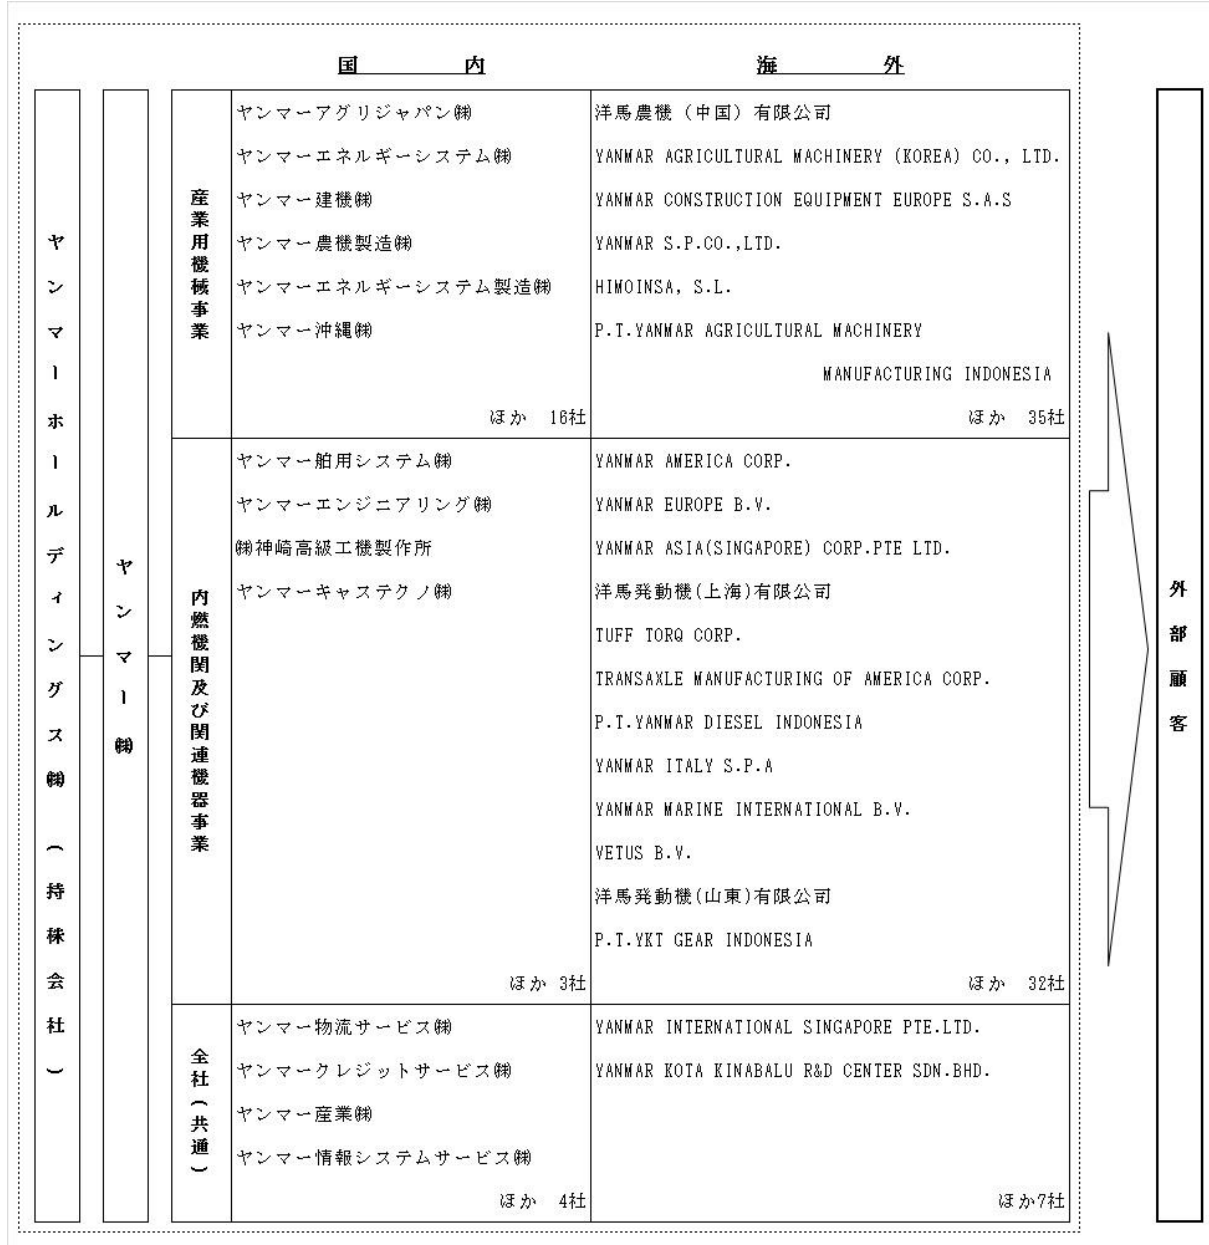 国内
海外
ヤンマーホールディングス㈱（持株会社）
ヤンマー㈱
産業用機械事業
ヤンマーアグリジャパン㈱
ヤンマーエネルギーシステム㈱
ヤンマー建機㈱
ヤンマー農機製造㈱
ヤンマーエネルギーシステム製造㈱
ヤンマー沖縄㈱
ほか 16社
洋馬農機（中国）有限公司
YANMAR AGRICULTURAL MACHINERY (KOREA) CO., LTD.
YANMAR CONSTRUCTION EQUIPMENT EUROPE S.A.S
YANMAR S.P.CO.,LTD.
HIMOINSA, S.L.
P.T.YANMAR AGRICULTURAL MACHINERY
MANUFACTURING INDONESIA
ほか 35社
内燃機関及び関連機器事業
ヤンマー舶用システム㈱
ヤンマーエンジニアリング㈱
㈱神崎高級工機製作所
ヤンマーキャステクノ㈱
ほか 3社
YANMAR AMERICA CORP.
YANMAR EUROPE B.V.
YANMAR ASIA(SINGAPORE) CORP.PTE LTD.
洋馬発動機(上海)有限公司
TUFF TORQ CORP.
TRANSAXLE MANUFACTURING OF AMERICA CORP.
P.T.YANMAR DIESEL INDONESIA
YANMAR ITALY S.P.A
YANMAR MARINE INTERNATIONAL B.V.
VETUS B.V.
洋馬発動機(山東)有限公司
P.T.YKT GEAR INDONESIA
ほか 32社
全社(共通)
ヤンマー物流サービス㈱
ヤンマークレジットサービス㈱
ヤンマー産業㈱
ヤンマー情報システムサービス㈱
ほか 4社
YANMAR INTERNATIONAL SINGAPORE PTE.LTD.
YANMAR KOTA KINABALU R&D CENTER SDN.BHD.
ほか7社
外部顧客